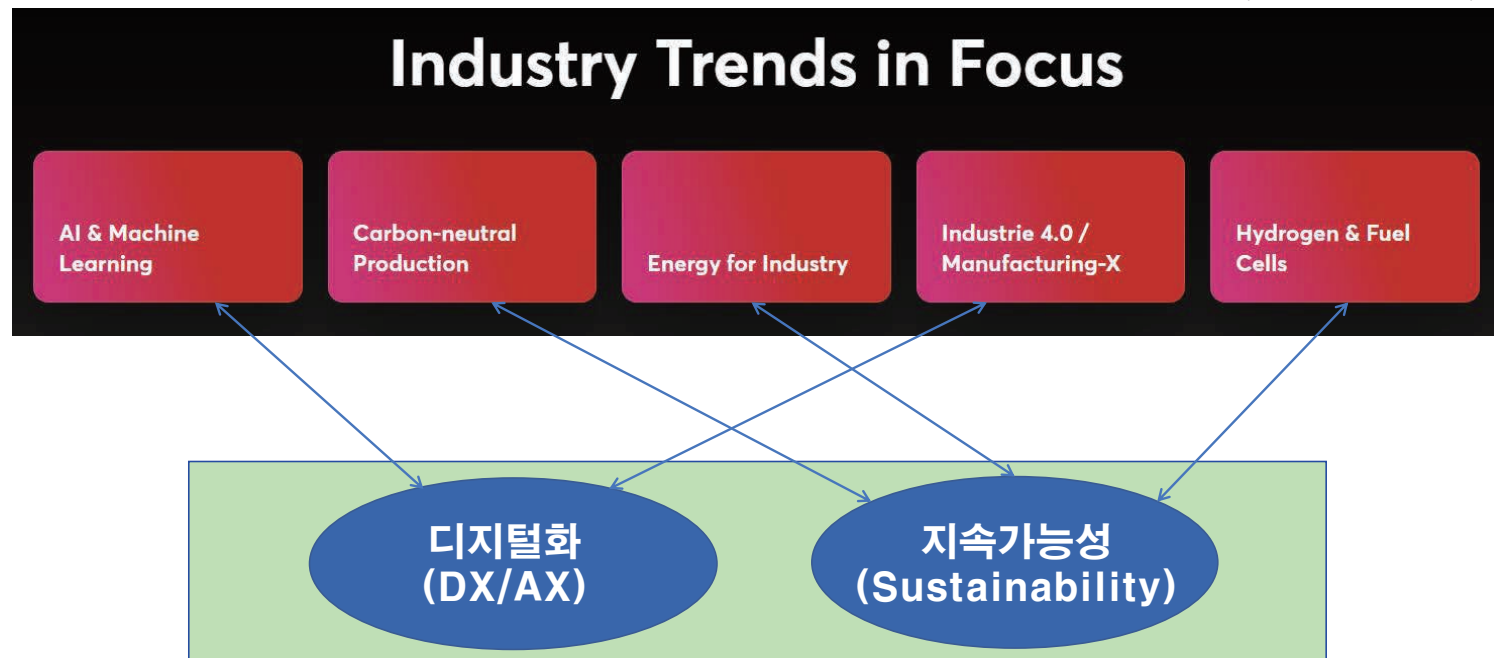 Industry Trends in Focus
AI & Machine
Learning
Carbon-neutral
Production
Energy for Industry
Industrie 4.0 /
Manufacturing-X
Hydrogen & Fuel
Cells
디지털화
(DX/AX)
지속가능성
(Sustainability)